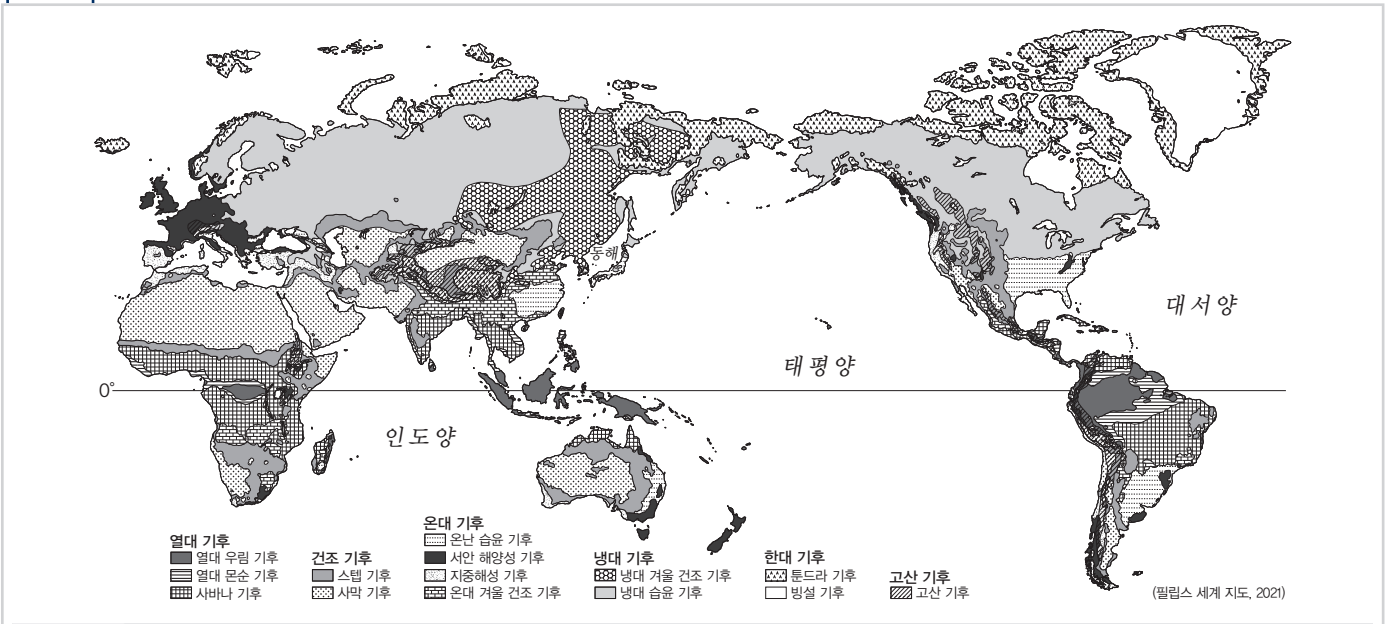 동해
대서양
태평양
0°
인도양
열대 기후
열대 우림 기후
열대 몬순 기후
사바나 기후
건조 기후
스텝 기후
사막 기후
온대 기후
온난 습윤 기후
서안 해양성 기후
지중해성 기후
온대 겨울 건조 기후
냉대 기후
냉대 겨울 건조 기후
냉대 습윤 기후
한대 기후
툰드라 기후
빙설 기후
고산 기후
고산 기후
(필립스 세계 지도, 2021)